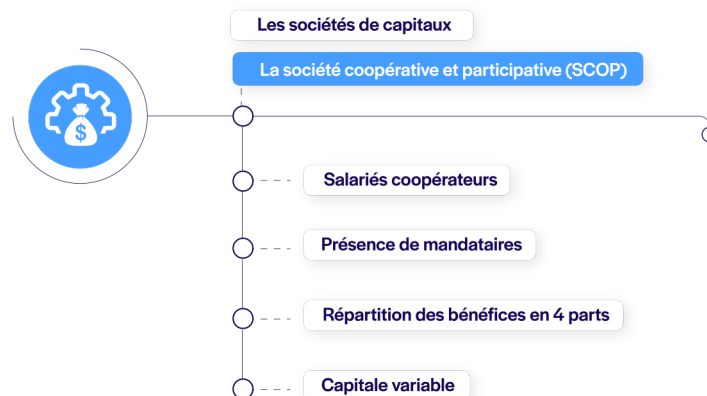 Les sociétés de capitaux
La société coopérative et participative (SCOP)
$
Salariés coopérateurs
Présence de mandataires
Répartition des bénéfices en 4 parts
Capitale variable